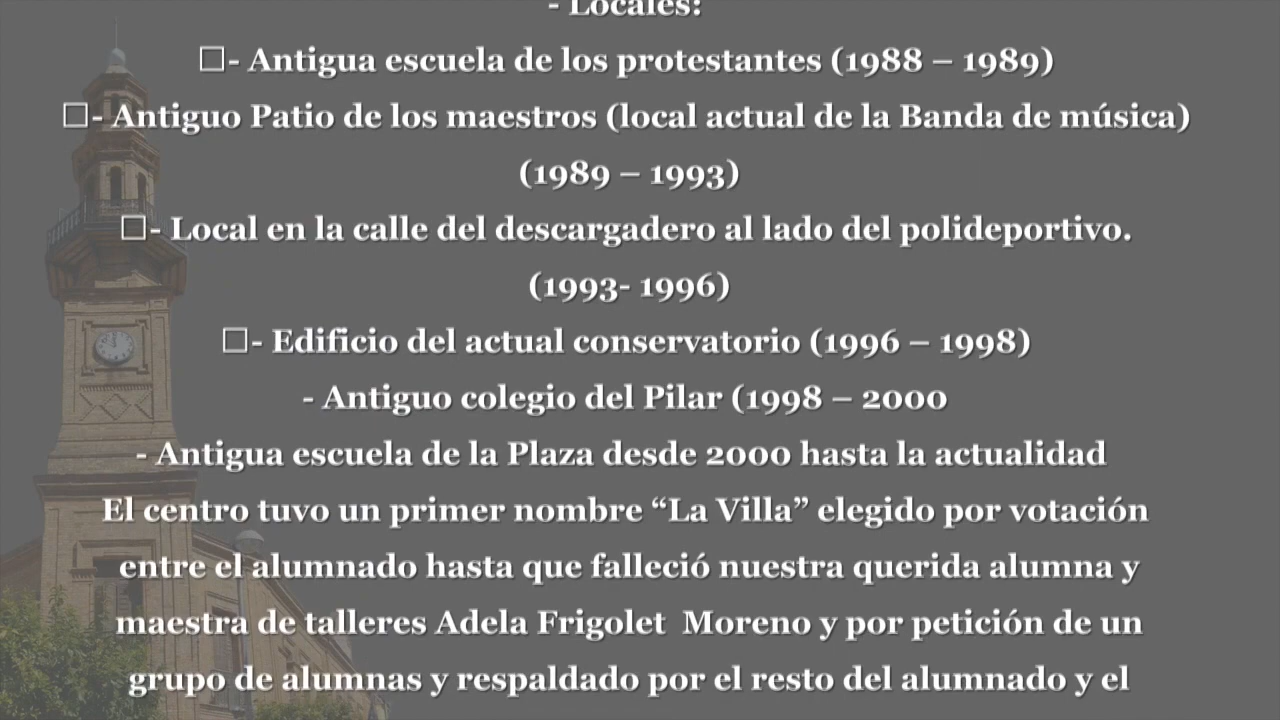 - Locales:
☐- Antigua escuela de los protestantes (1988 – 1989)
☐- Antiguo Patio de los maestros (local actual de la Banda de música)
(1989 – 1993)
☐- Local en la calle del descargadero al lado del polideportivo.
(1993- 1996)
☐- Edificio del actual conservatorio (1996 – 1998)
- Antiguo colegio del Pilar (1998 – 2000
- Antigua escuela de la Plaza desde 2000 hasta la actualidad
El centro tuvo un primer nombre “La Villa” elegido por votación
entre el alumnado hasta que falleció nuestra querida alumna y
maestra de talleres Adela Frigolet  Moreno y por petición de un
grupo de alumnas y respaldado por el resto del alumnado y el